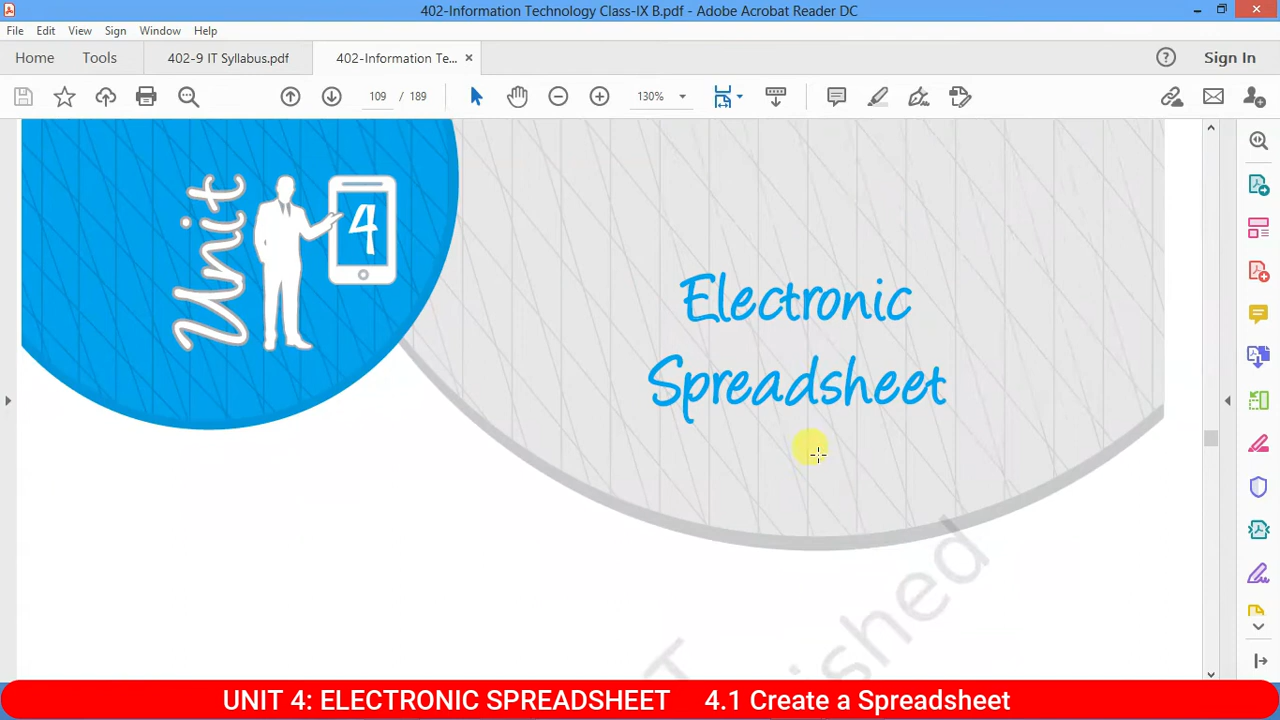 402-Information Technology Class-IX B.pdf - Adobe Acrobat Reader DC
File Edit View Sign Window Help
Home Tools 402-9 IT Syllabus.pdf 402-Information Te... × Sign In
109 / 189 130%
Unit 4
Electronic
Spreadsheet
ished
UNIT 4: ELECTRONIC SPREADSHEET 4.1 Create a Spreadsheet